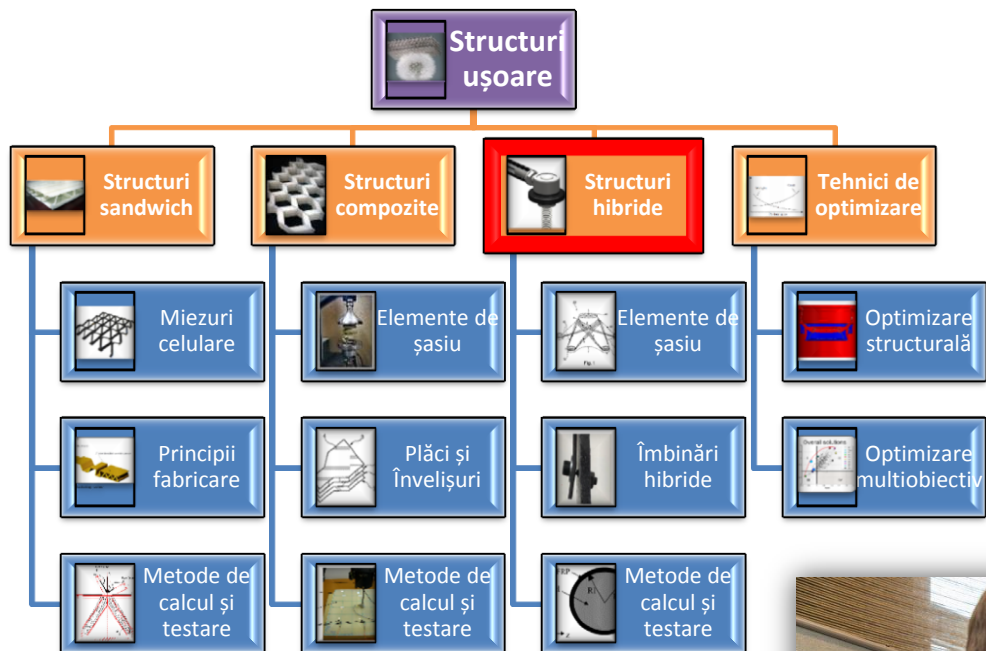 Structuri
ușoare
Structuri
sandwich
Structuri
compozite
Structuri
hibride
Tehnici de
optimizare
Miezuri
celulare
Elemente de
șasiu
Elemente de
șasiu
Optimizare
structurală
Principii
fabricare
Plăci și
Învelișuri
Îmbinări
hibride
Optimizare
multiobiectiv
Overall solutions
Metode de
calcul și
testare
Metode de
calcul și
testare
Metode de
calcul și
testare